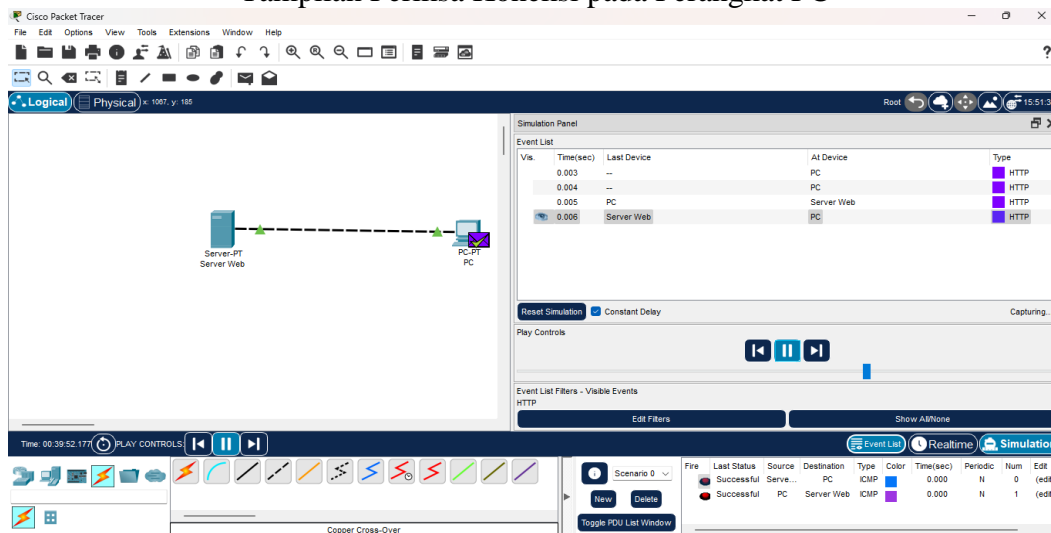 Cisco Packet Tracer
File Edit Options View Tools Extensions Window Help
?
Logical Physical x: 1067, y: 185 Root 15:51:3
Simulation Panel
Event List
Vis. Time(sec) Last Device At Device Type
0.003 -- PC HTTP
0.004 -- PC HTTP
0.005 PC Server Web HTTP
0.006 Server Web PC HTTP
Server-PT
Server Web
PC-PT
PC
Reset Simulation Constant Delay Capturing...
Play Controls
Event List Filters - Visible Events
HTTP
Edit Filters Show All/None
Time: 00:39:52.177 PLAY CONTROLS: Event List Realtime Simulation
Scenario 0
New Delete
Toggle PDU List Window
Fire Last Status Source Destination Type Color Time(sec) Periodic Num Edit
Successful Serve... PC ICMP 0.000 N 0 (edit
Successful PC Server Web ICMP 0.000 N 1 (edit
Copper Cross-Over